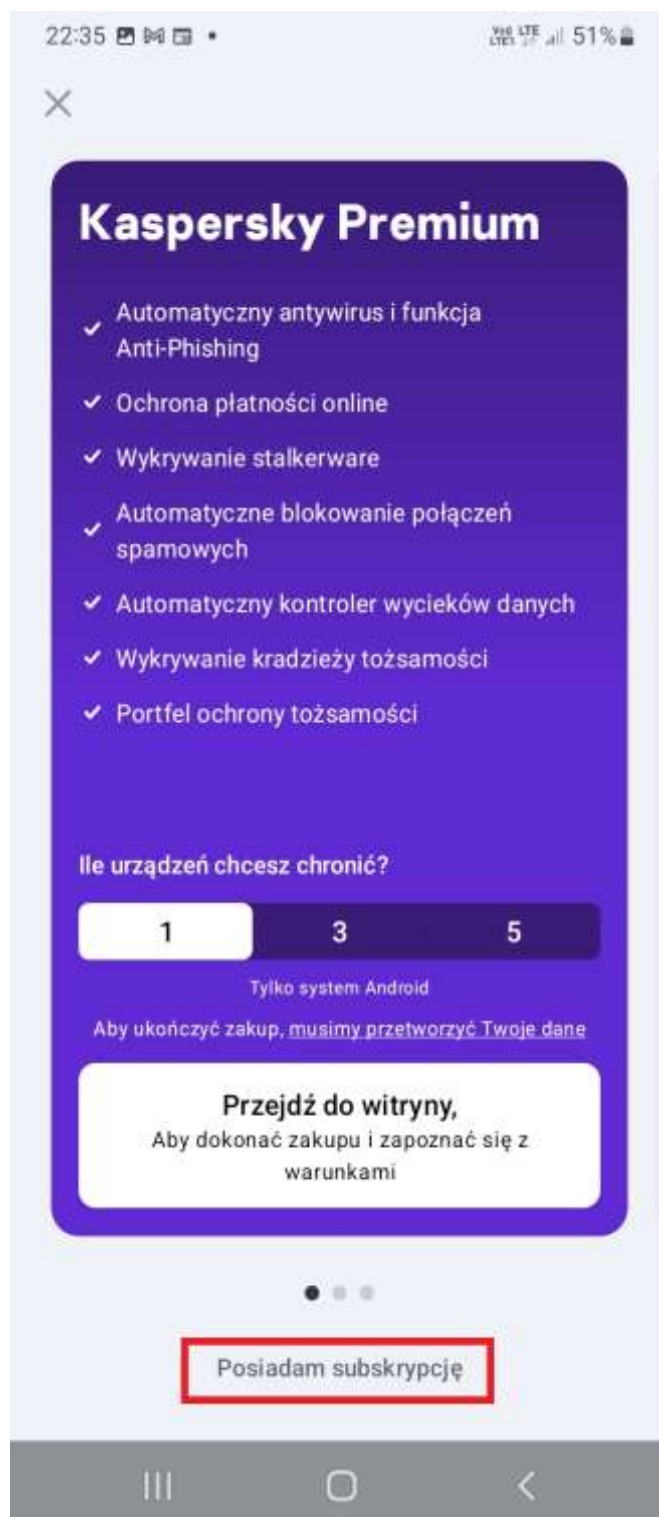 22:35
LTE 51%
Kaspersky Premium
Automatyczny antywirus i funkcja
Anti-Phishing
Ochrona płatności online
Wykrywanie stalkerware
Automatyczne blokowanie połączeń
spamowych
Automatyczny kontroler wycieków danych
Wykrywanie kradzieży tożsamości
Portfel ochrony tożsamości
Ile urządzeń chcesz chronić?
1 3 5
Tylko system Android
Aby ukończyć zakup, musimy przetworzyć Twoje dane
Przejdź do witryny,
Aby dokonać zakupu i zapoznać się z
warunkami
Posiadam subskrypcję